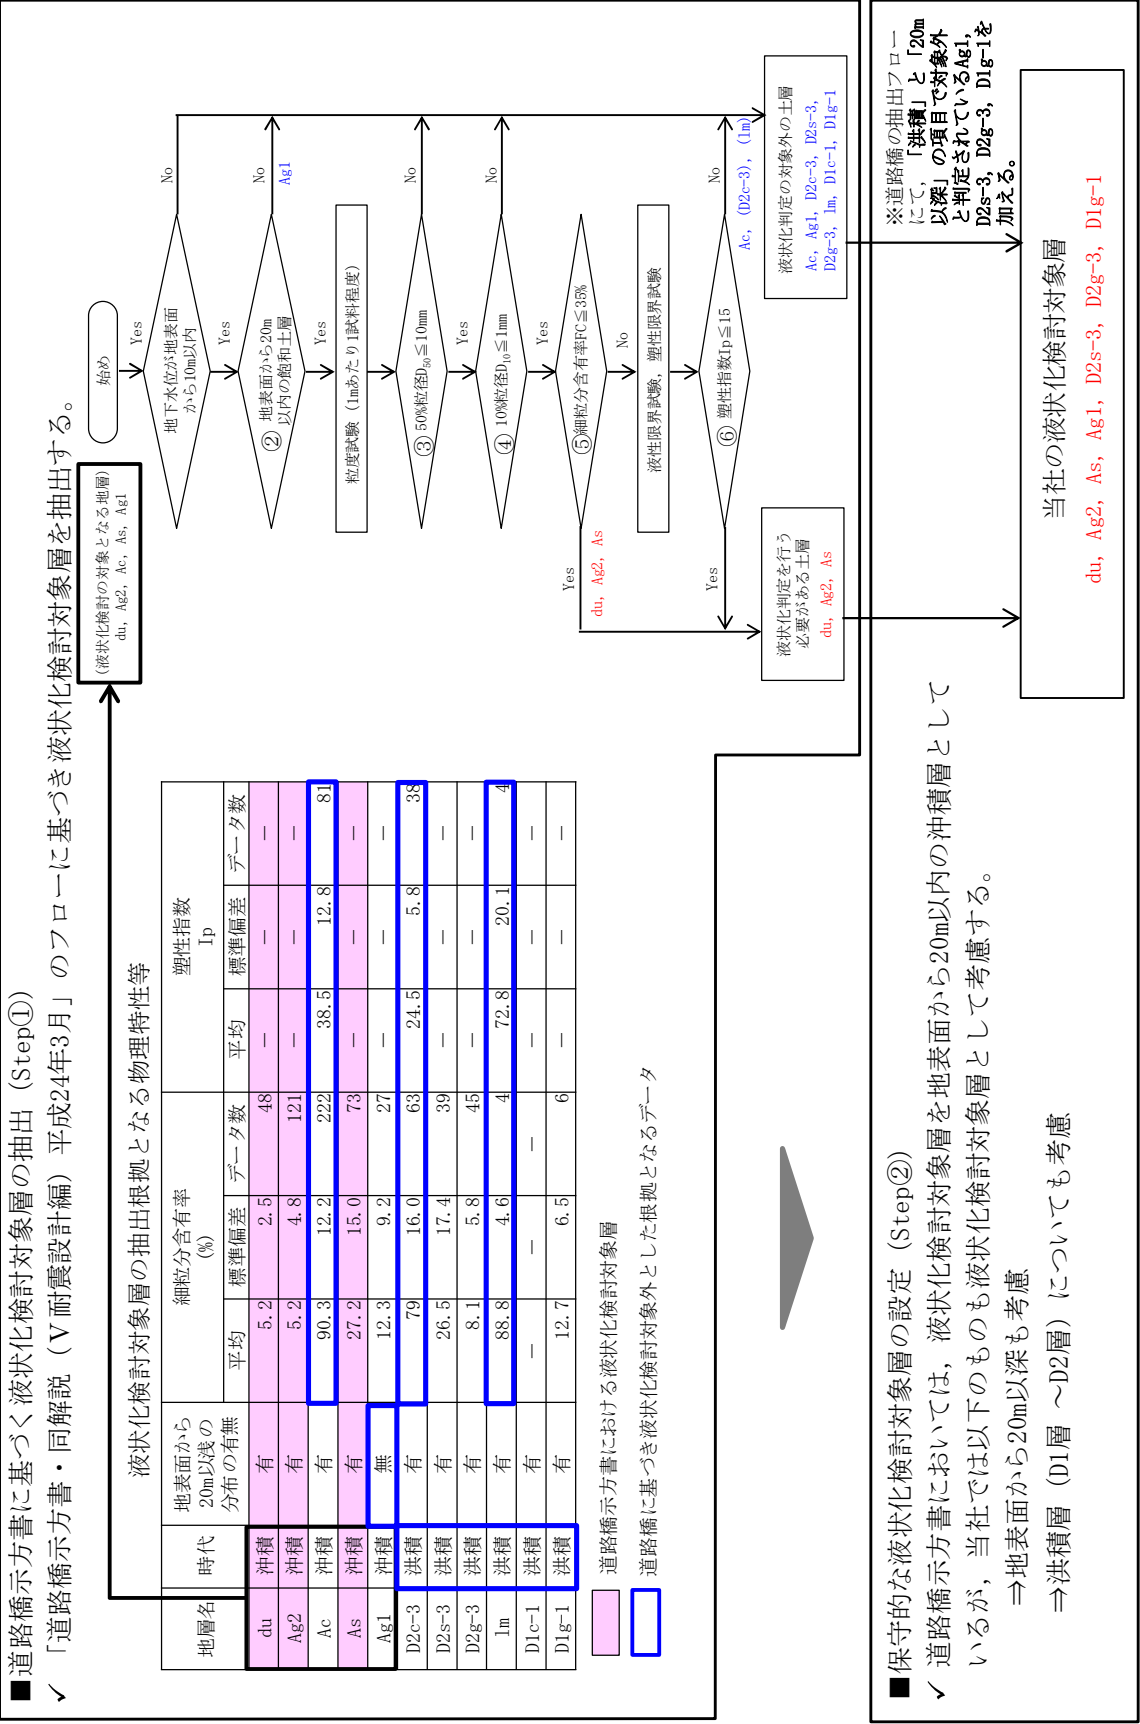 ■道路橋示方書に基づく液状化検討対象層の抽出（Step①）
✓ 「道路橋示方書・同解説（Ⅴ耐震設計編）平成24年3月」のフローに基づき液状化検討対象層を抽出する。
液状化検討対象層の抽出根拠となる物理特性等
地層名 時代 地表面から20m以浅の分布の有無 細粒分含有率(%) 塑性指数Ip
平均 標準偏差 データ数 平均 標準偏差 データ数
du 沖積 有 5.2 2.5 48 － － －
Ag2 沖積 有 5.2 4.8 121 － － －
Ac 沖積 有 90.3 12.2 222 38.5 12.8 81
As 沖積 有 27.2 15.0 73 － － －
Ag1 沖積 無 12.3 9.2 27 － － －
D2c-3 洪積 有 79 16.0 63 24.5 5.8 38
D2s-3 洪積 有 26.5 17.4 39 － － －
D2g-3 洪積 有 8.1 5.8 45 － － －
lm 洪積 有 88.8 4.6 4 72.8 20.1 4
D1c-1 洪積 有 － － － － － －
D1g-1 洪積 有 12.7 6.5 6 － － －
道路橋示方書における液状化検討対象層
道路橋に基づき液状化検討対象外とした根拠となるデータ
（液状化検討の対象となる地層）
du, Ag2, Ac, As, Ag1
始め
Yes
地下水位が地表面
から10m以内
No
Yes
② 地表面から20m
以内の飽和土層
No
Ag1
Yes
粒度試験（1mあたり1試料程度）
③ 50%粒径D50≦10mm
No
Yes
④ 10%粒径D10≦1mm
No
Yes
⑤細粒分含有率FC≦35%
Yes
du, Ag2, As
No
液性限界試験, 塑性限界試験
⑥ 塑性指数Ip≦15
Yes
No
Ac, (D2c-3), (lm)
液状化判定を行う
必要がある土層
du, Ag2, As
液状化判定の対象外の土層
Ac, Ag1, D2c-3, D2s-3,
D2g-3, lm, D1c-1, D1g-1
■保守的な液状化検討対象層の設定（Step②）
✓ 道路橋示方書においては，液状化検討対象層を地表面から20m以内の沖積層として
いるが，当社では以下のものも液状化検討対象層として考慮する。
⇒地表面から20m以深も考慮
⇒洪積層（D1層 ～D2層）についても考慮
※道路橋の抽出フロー
にて，「洪積」と「20m
以深」の項目で対象外
と判定されているAg1,
D2s-3, D2g-3, D1g-1を
加える。
当社の液状化検討対象層
du, Ag2, As, Ag1, D2s-3, D2g-3, D1g-1